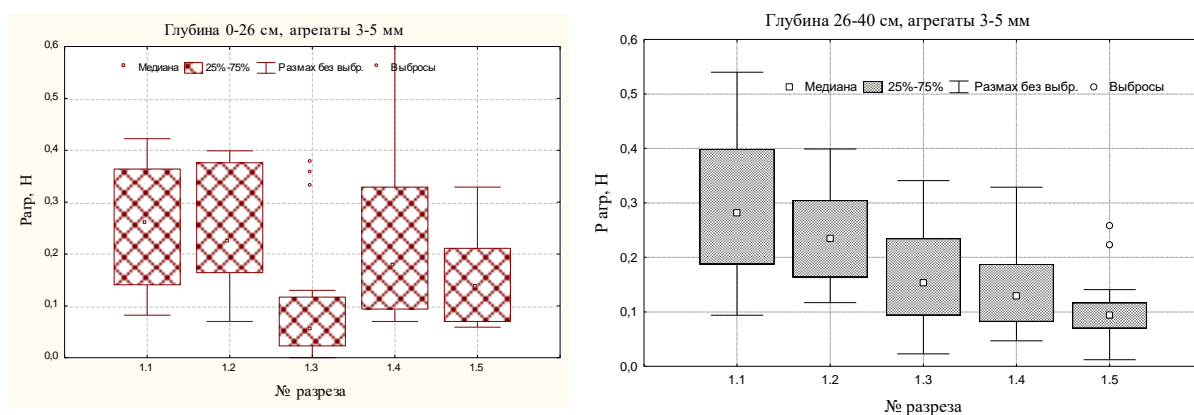 Глубина 0-26 см, агрегаты 3-5 мм
0,6
Медиана 25%-75% Размах без выбр. Выбросы
0,5
0,4
0,3
0,2
0,1
0,0
Рагр, Н
1.1 1.2 1.3 1.4 1.5
№ разреза
Глубина 26-40 см, агрегаты 3-5 мм
0,6
Медиана 25%-75% Размах без выбр. Выбросы
0,5
0,4
0,3
0,2
0,1
0,0
Р агр, Н
1.1 1.2 1.3 1.4 1.5
№ разреза